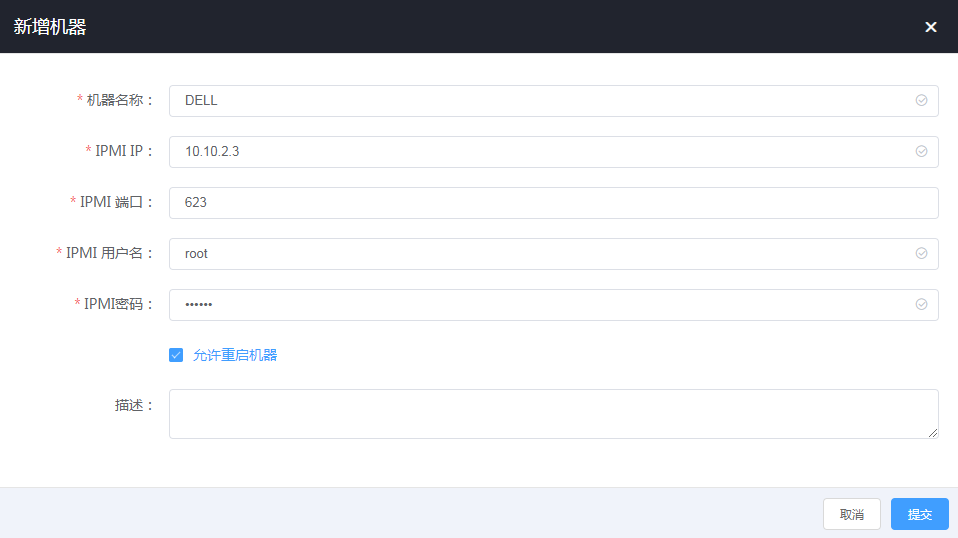 新增机器
* 机器名称： DELL
* IPMI IP： 10.10.2.3
* IPMI 端口： 623
* IPMI 用户名： root
* IPMI密码： ••••••
允许重启机器
描述：
取消 提交